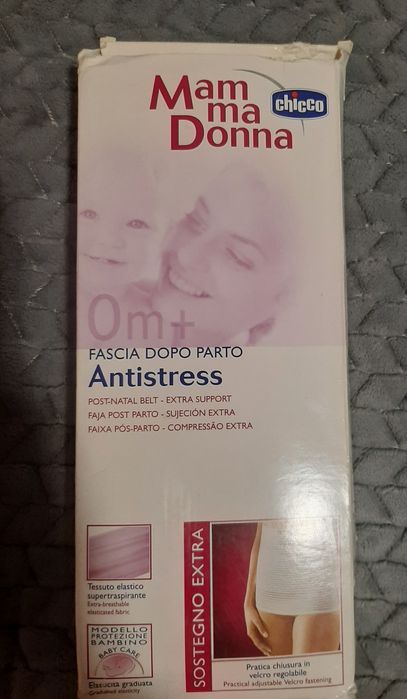 Mam
ma
Donna
chicco
0m+
FASCIA DOPO PARTO
Antistress
POST-NATAL BELT - EXTRA SUPPORT
FAJA POST PARTO - SUJECIÓN EXTRA
FAIXA PÓS-PARTO - COMPRESSÃO EXTRA
Tessuto elastico
supertraspirante
Extra-breathable
elasticated fabric
MODELLO
PROTEZIONE
BAMBINO
BABY CARE
Elasticità graduata
Graduated elasticity
SOSTEGNO EXTRA
Pratica chiusura in
velcro regolabile
Practical adjustable Velcro fastening